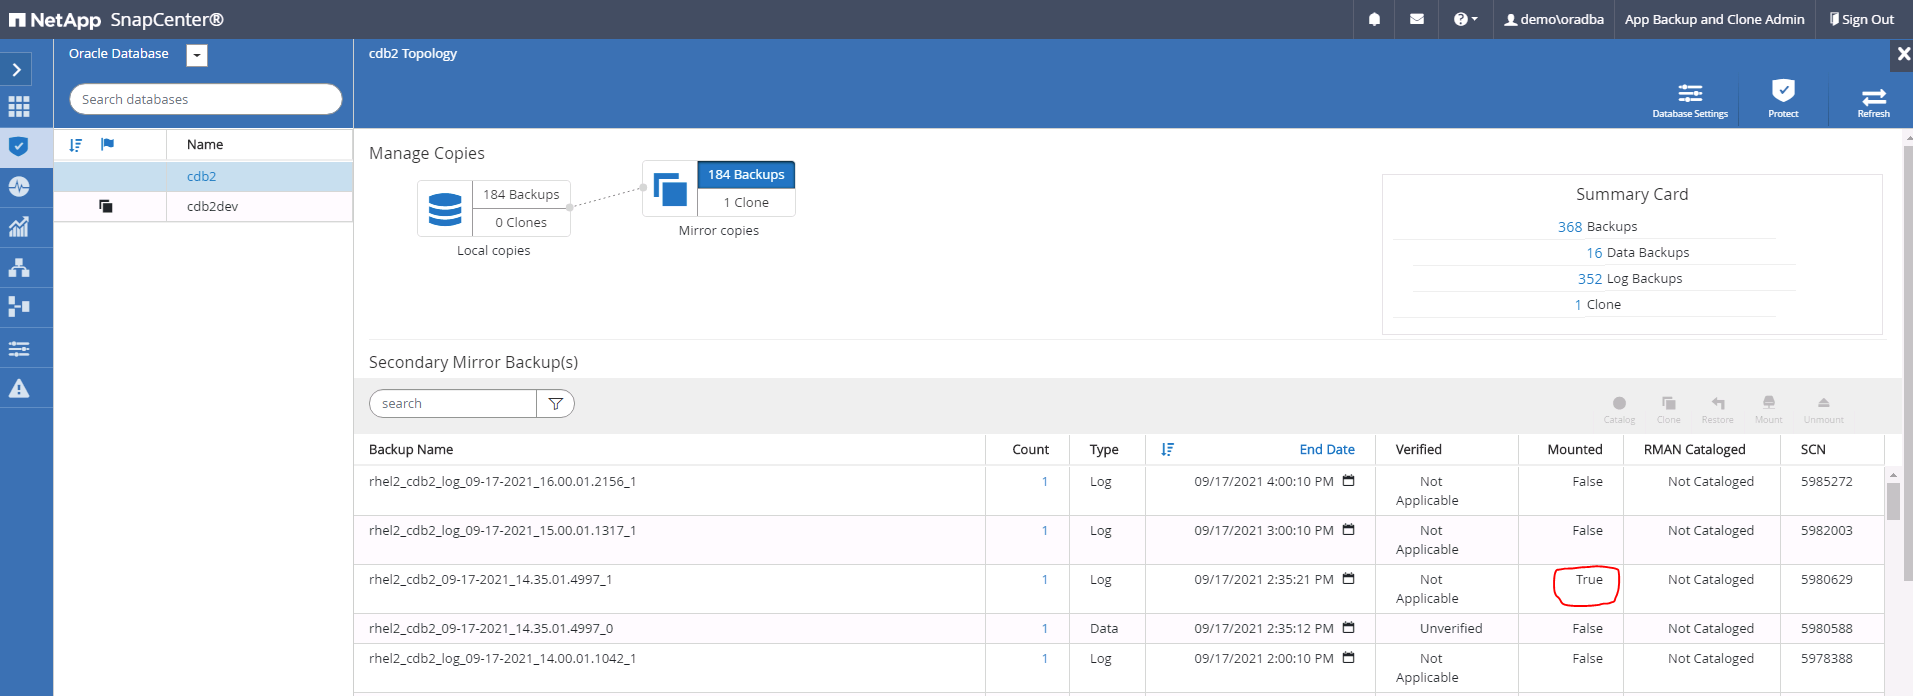 NetApp SnapCenter®
demo\oradba
App Backup and Clone Admin
Sign Out
Oracle Database
Search databases
Name
cdb2
cdb2dev
cdb2 Topology
Database Settings
Protect
Refresh
Manage Copies
184 Backups
0 Clones
Local copies
184 Backups
1 Clone
Mirror copies
Summary Card
368 Backups
16 Data Backups
352 Log Backups
1 Clone
Secondary Mirror Backup(s)
search
Catalog Clone Restore Mount Unmount
Backup Name Count Type End Date Verified Mounted RMAN Cataloged SCN
rhel2_cdb2_log_09-17-2021_16.00.01.2156_1 1 Log 09/17/2021 4:00:10 PM Not Applicable False Not Cataloged 5985272
rhel2_cdb2_log_09-17-2021_15.00.01.1317_1 1 Log 09/17/2021 3:00:10 PM Not Applicable False Not Cataloged 5982003
rhel2_cdb2_09-17-2021_14.35.01.4997_1 1 Log 09/17/2021 2:35:21 PM Not Applicable True Not Cataloged 5980629
rhel2_cdb2_09-17-2021_14.35.01.4997_0 1 Data 09/17/2021 2:35:12 PM Unverified False Not Cataloged 5980588
rhel2_cdb2_log_09-17-2021_14.00.01.1042_1 1 Log 09/17/2021 2:00:10 PM Not Applicable False Not Cataloged 5978388